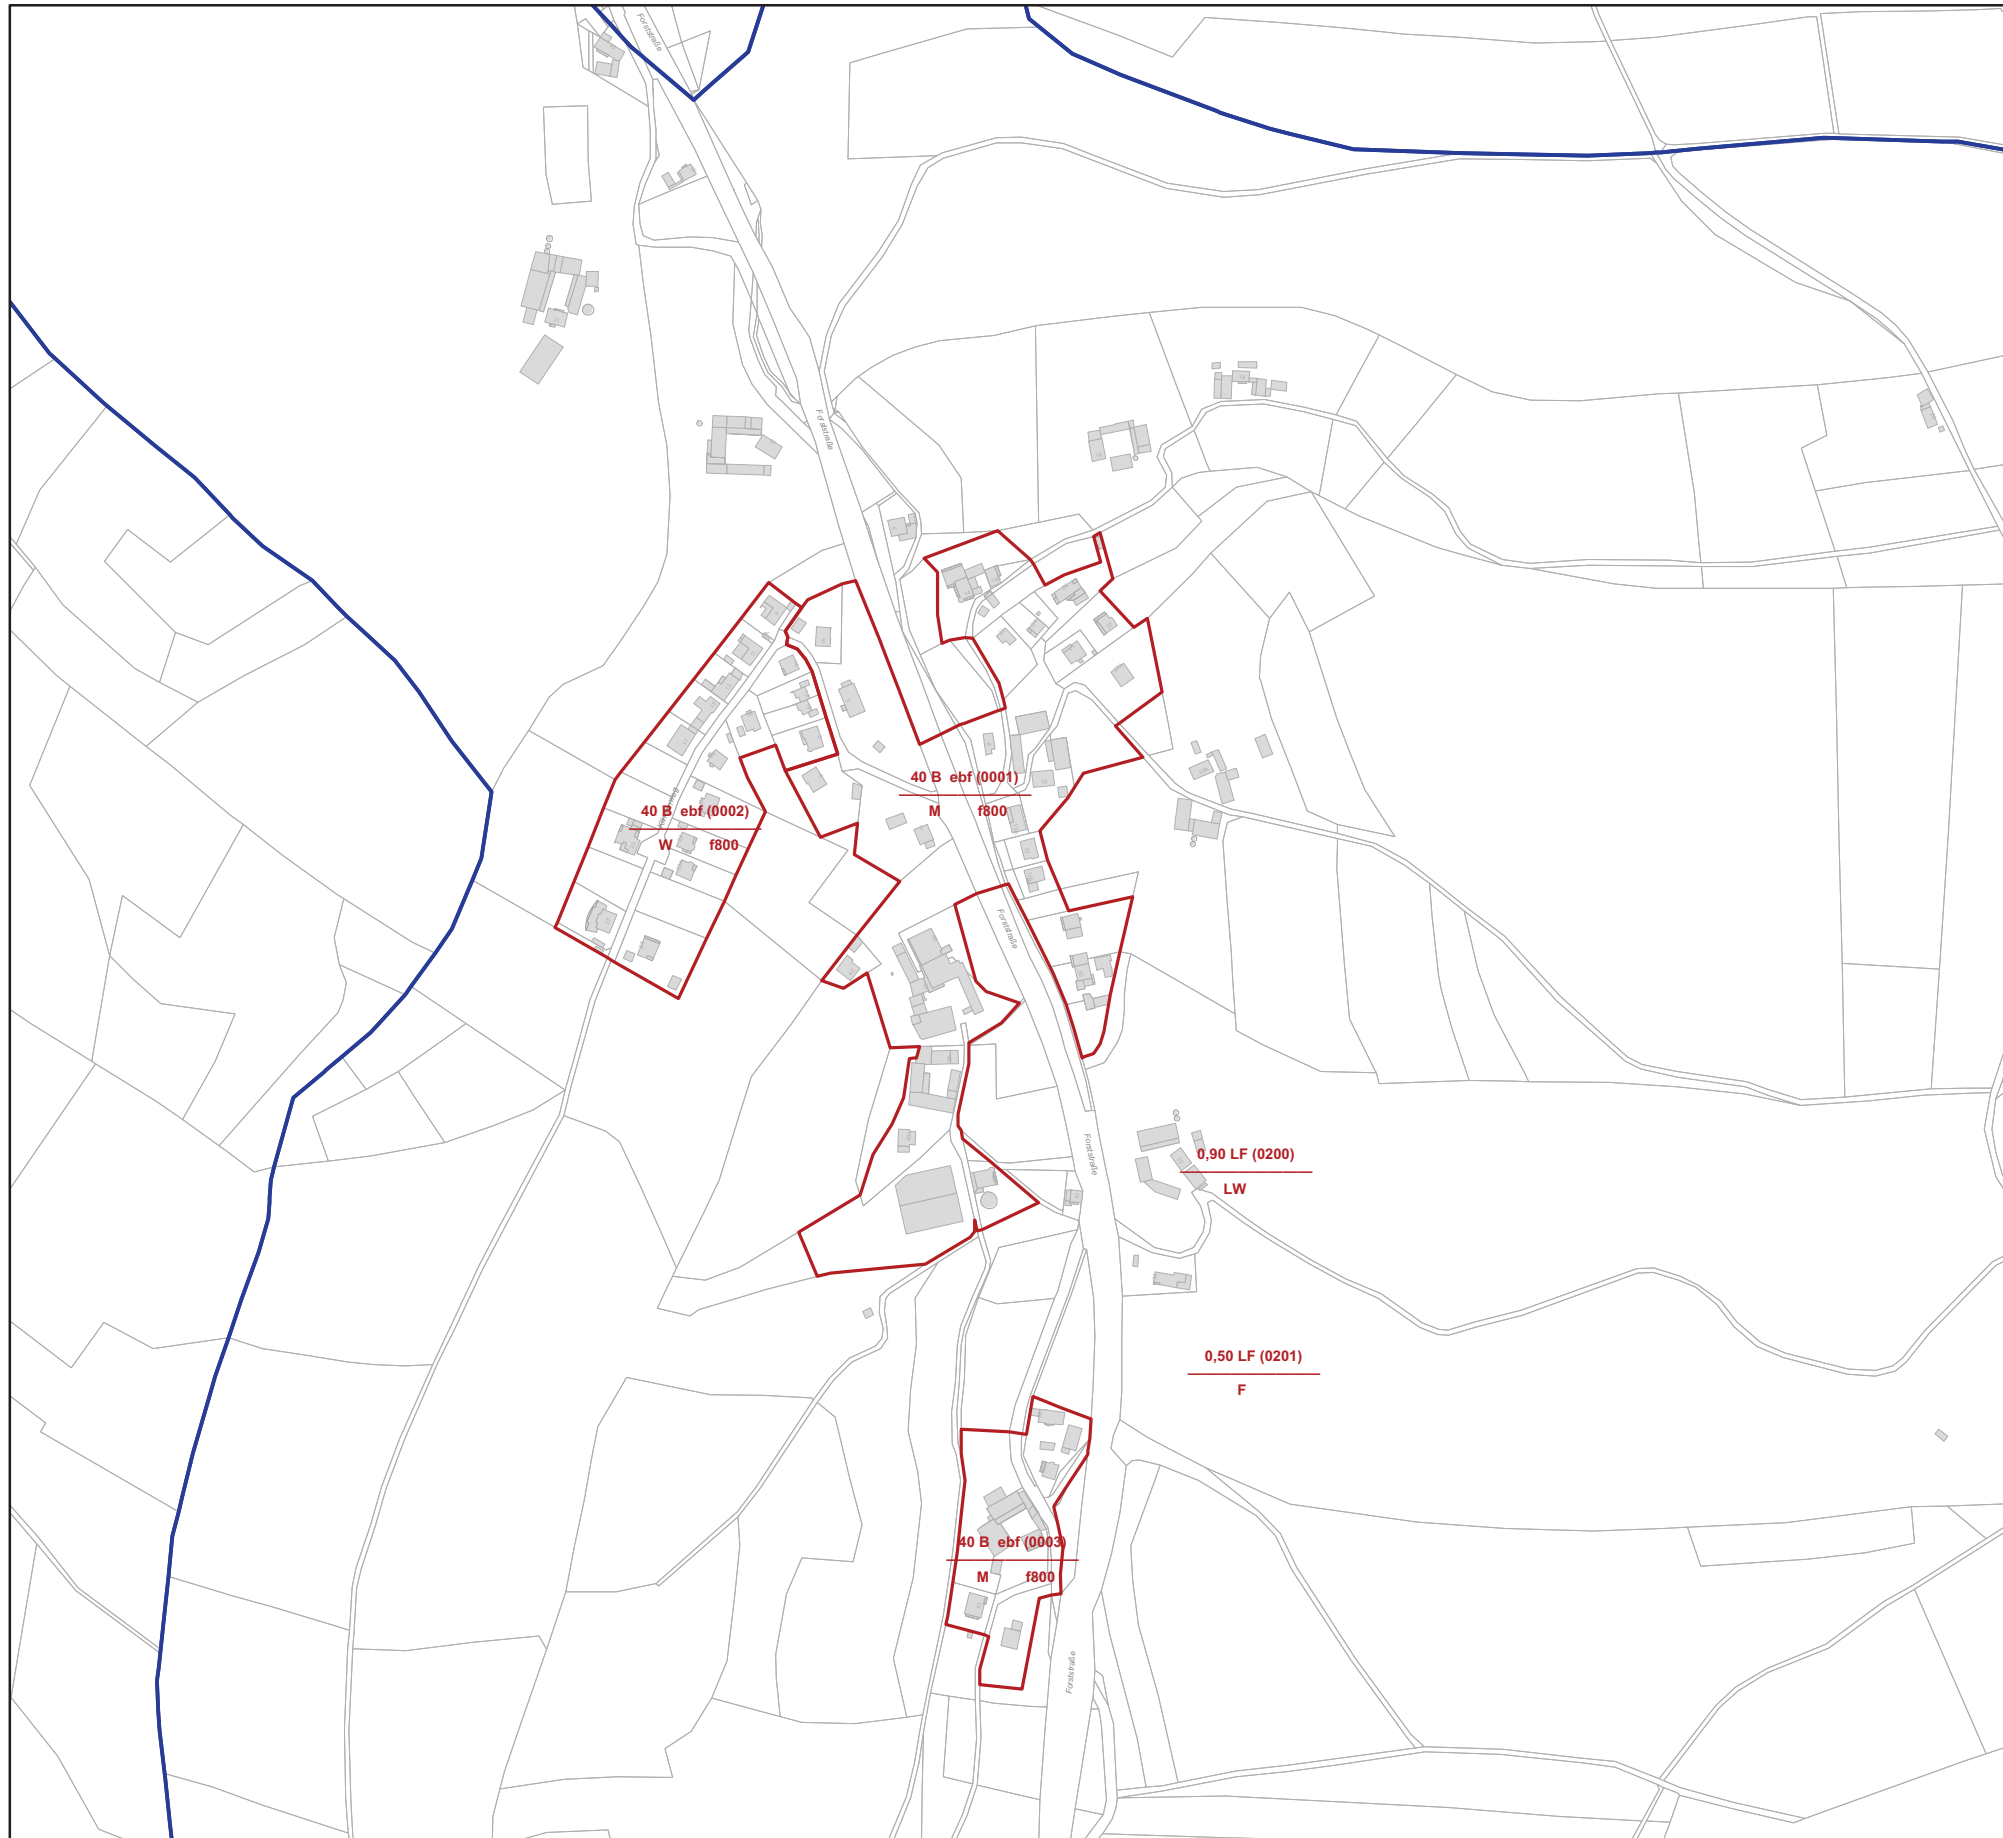 Forststraße
Forststraße
40 B ebf (0001)
M f800
40 B ebf (0002)
W f800
Forststraße
Forststraße
0,90 LF (0200)
LW
0,50 LF (0201)
F
40 B ebf (0003)
M f800
Forststraße